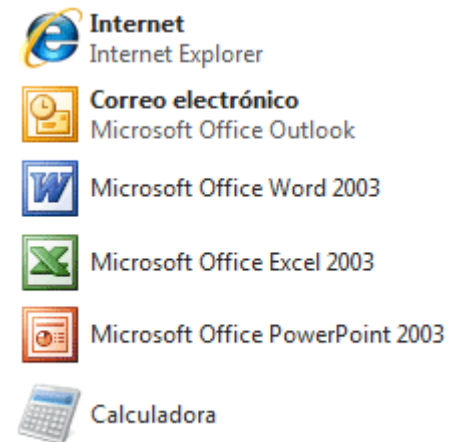 Internet
Internet Explorer
Correo electrónico
Microsoft Office Outlook
Microsoft Office Word 2003
Microsoft Office Excel 2003
Microsoft Office PowerPoint 2003
Calculadora